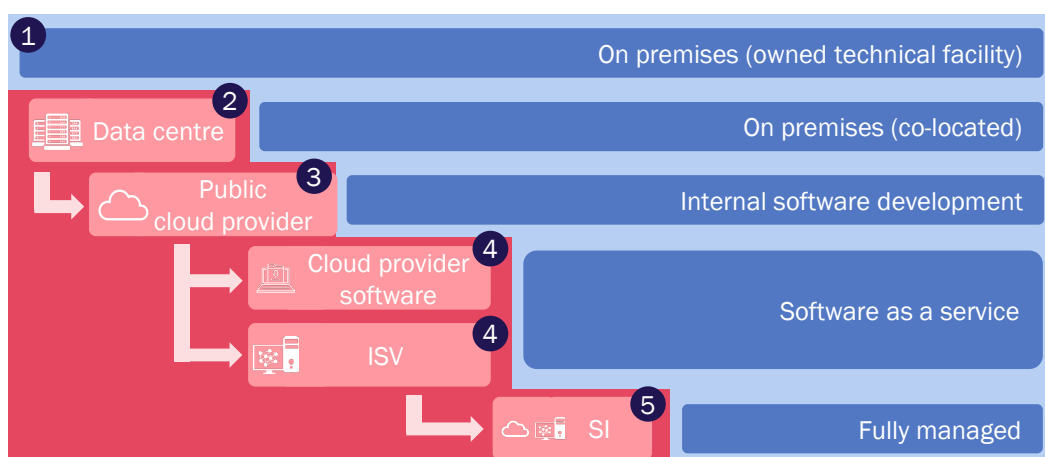 1
On premises (owned technical facility)
2
Data centre
On premises (co-located)
3
Public
cloud provider
Internal software development
4
Cloud provider
software
Software as a service
4
ISV
5
SI
Fully managed